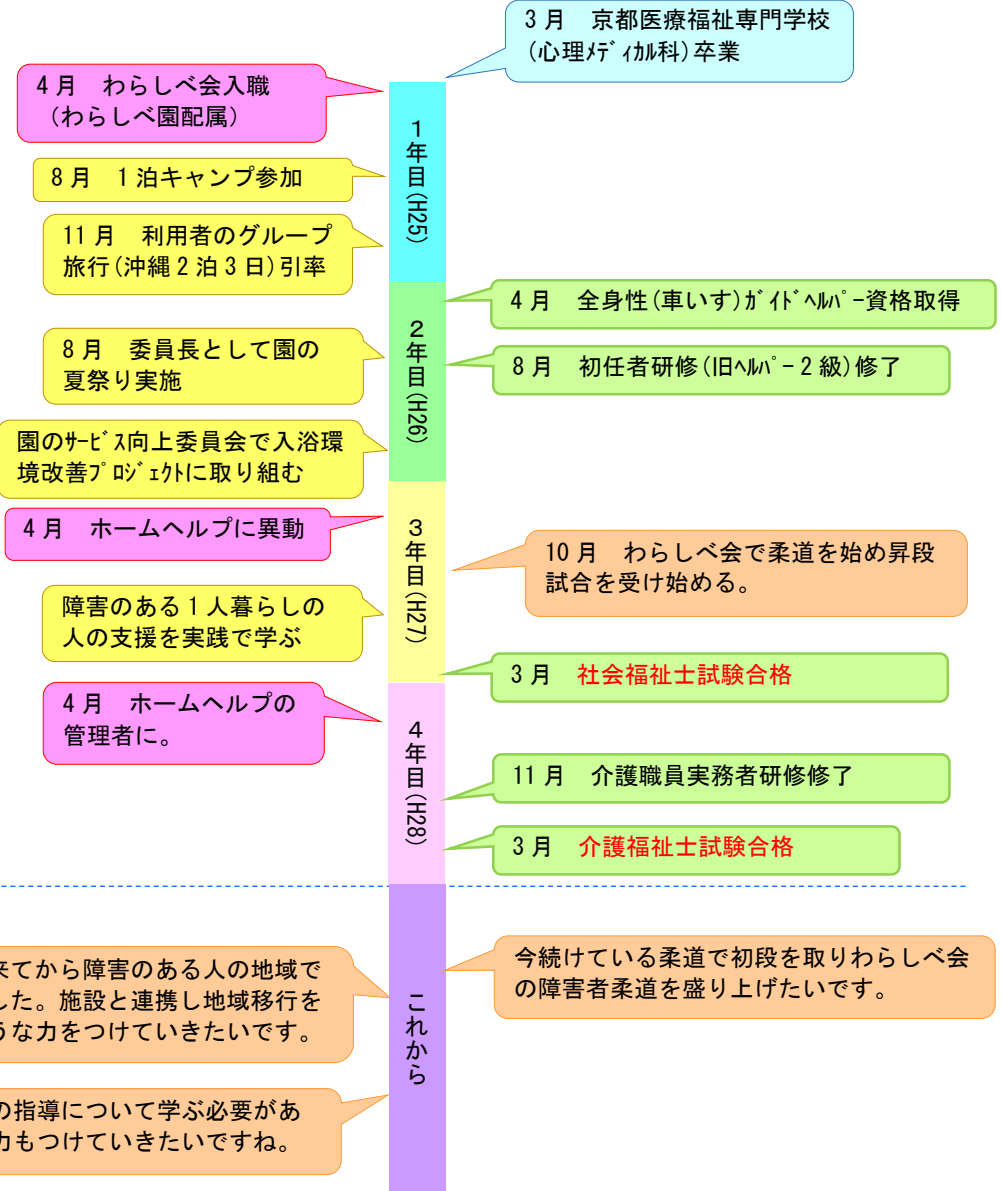 3月　京都医療福祉専門学校
(心理ﾒﾃﾞｨｶﾙ科)卒業
4月　わらしべ会入職
(わらしべ園配属)
1年目(H25)
8月　1泊キャンプ参加
11月　利用者のグループ
旅行(沖縄2泊3日)引率
4月　全身性(車いす)ｶﾞｲﾄﾞﾍﾙﾊﾟｰ資格取得
2年目(H26)
8月　委員長として園の
夏祭り実施
8月　初任者研修(旧ﾍﾙﾊﾟｰ2級)修了
園のｻｰﾋﾞｽ向上委員会で入浴環
境改善ﾌﾟﾛｼﾞｪｸﾄに取り組む
4月　ホームヘルプに異動
3年目(H27)
10月　わらしべ会で柔道を始め昇段
試合を受け始める。
障害のある1人暮らしの
人の支援を実践で学ぶ
3月　社会福祉士試験合格
4月　ホームヘルプの
管理者に。
4年目(H28)
11月　介護職員実務者研修修了
3月　介護福祉士試験合格
これから
来てから障害のある人の地域で
した。施設と連携し地域移行を
うな力をつけていきたいです。
今続けている柔道で初段を取りわらしべ会
の障害者柔道を盛り上げたいです。
の指導について学ぶ必要があ
力もつけていきたいですね。